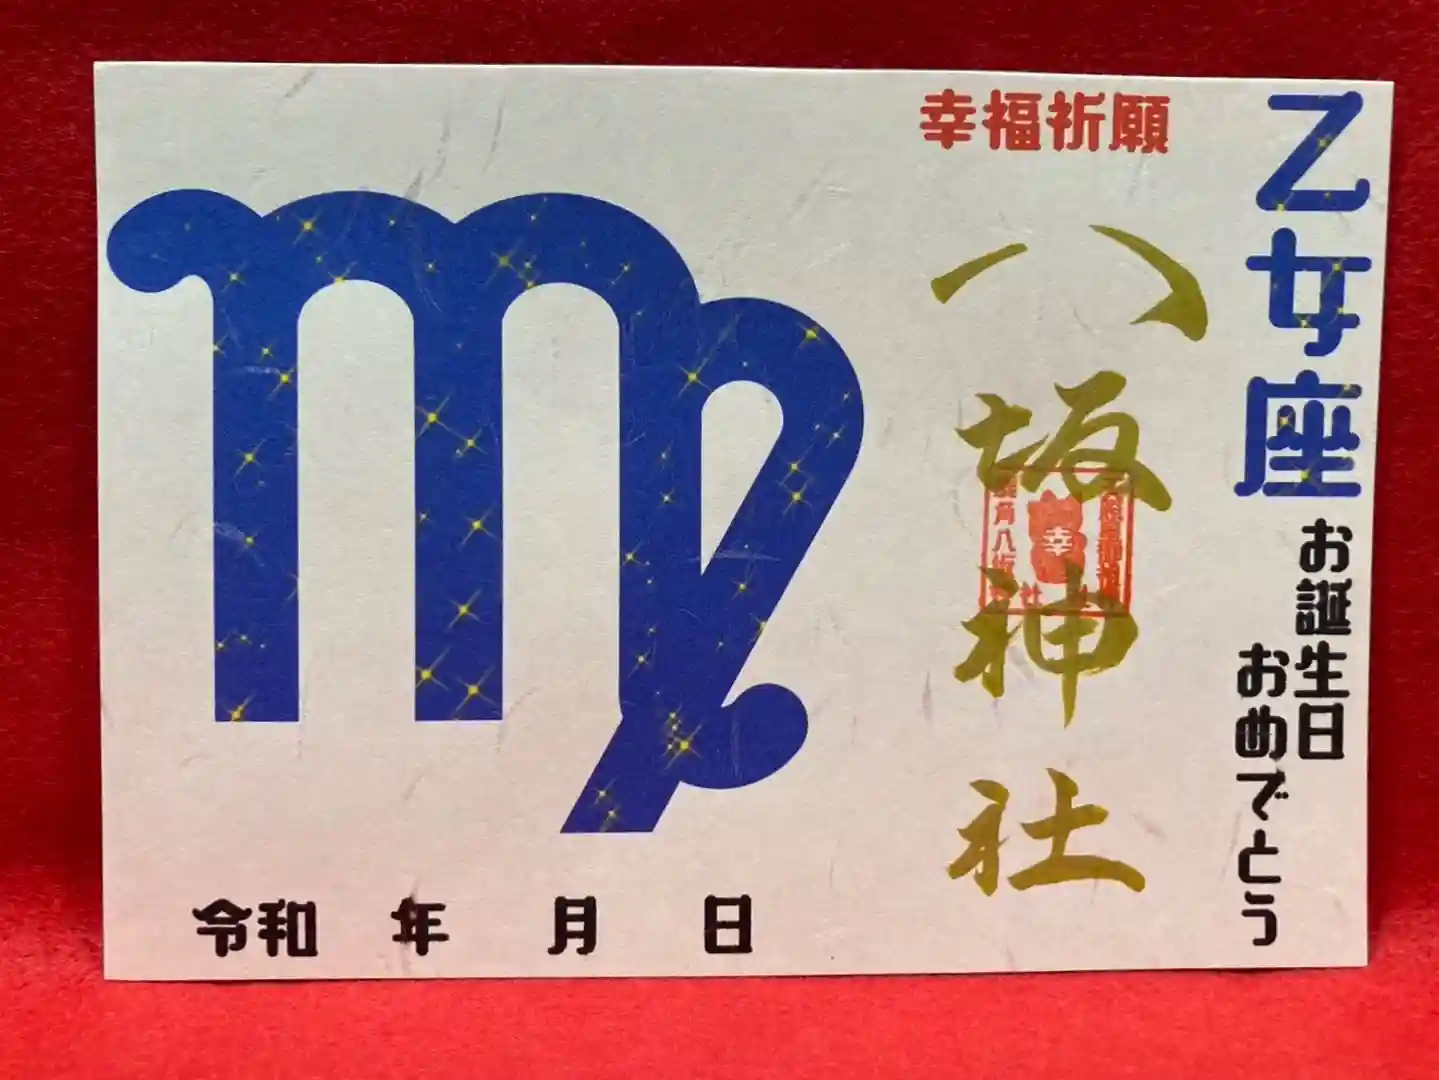 乙女座
お誕生日
おめでとう
幸福祈願
八坂神社
幸
令和 年 月 日